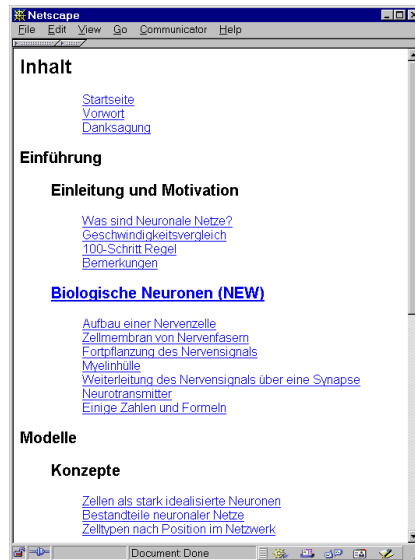 Netscape
File Edit View Go Communicator Help
Inhalt
Startseite
Vorwort
Danksagung
Einführung
Einleitung und Motivation
Was sind Neuronale Netze?
Geschwindigkeitsvergleich
100-Schritt Regel
Bemerkungen
Biologische Neuronen (NEW)
Aufbau einer Nervenzelle
Zellmembran von Nervenfasern
Fortpflanzung des Nervensignals
Myelinhülle
Weiterleitung des Nervensignals über eine Synapse
Neurotransmitter
Einige Zahlen und Formeln
Modelle
Konzepte
Zellen als stark idealisierte Neuronen
Bestandteile neuronaler Netze
Zelltypen nach Position im Netzwerk
Document: Done